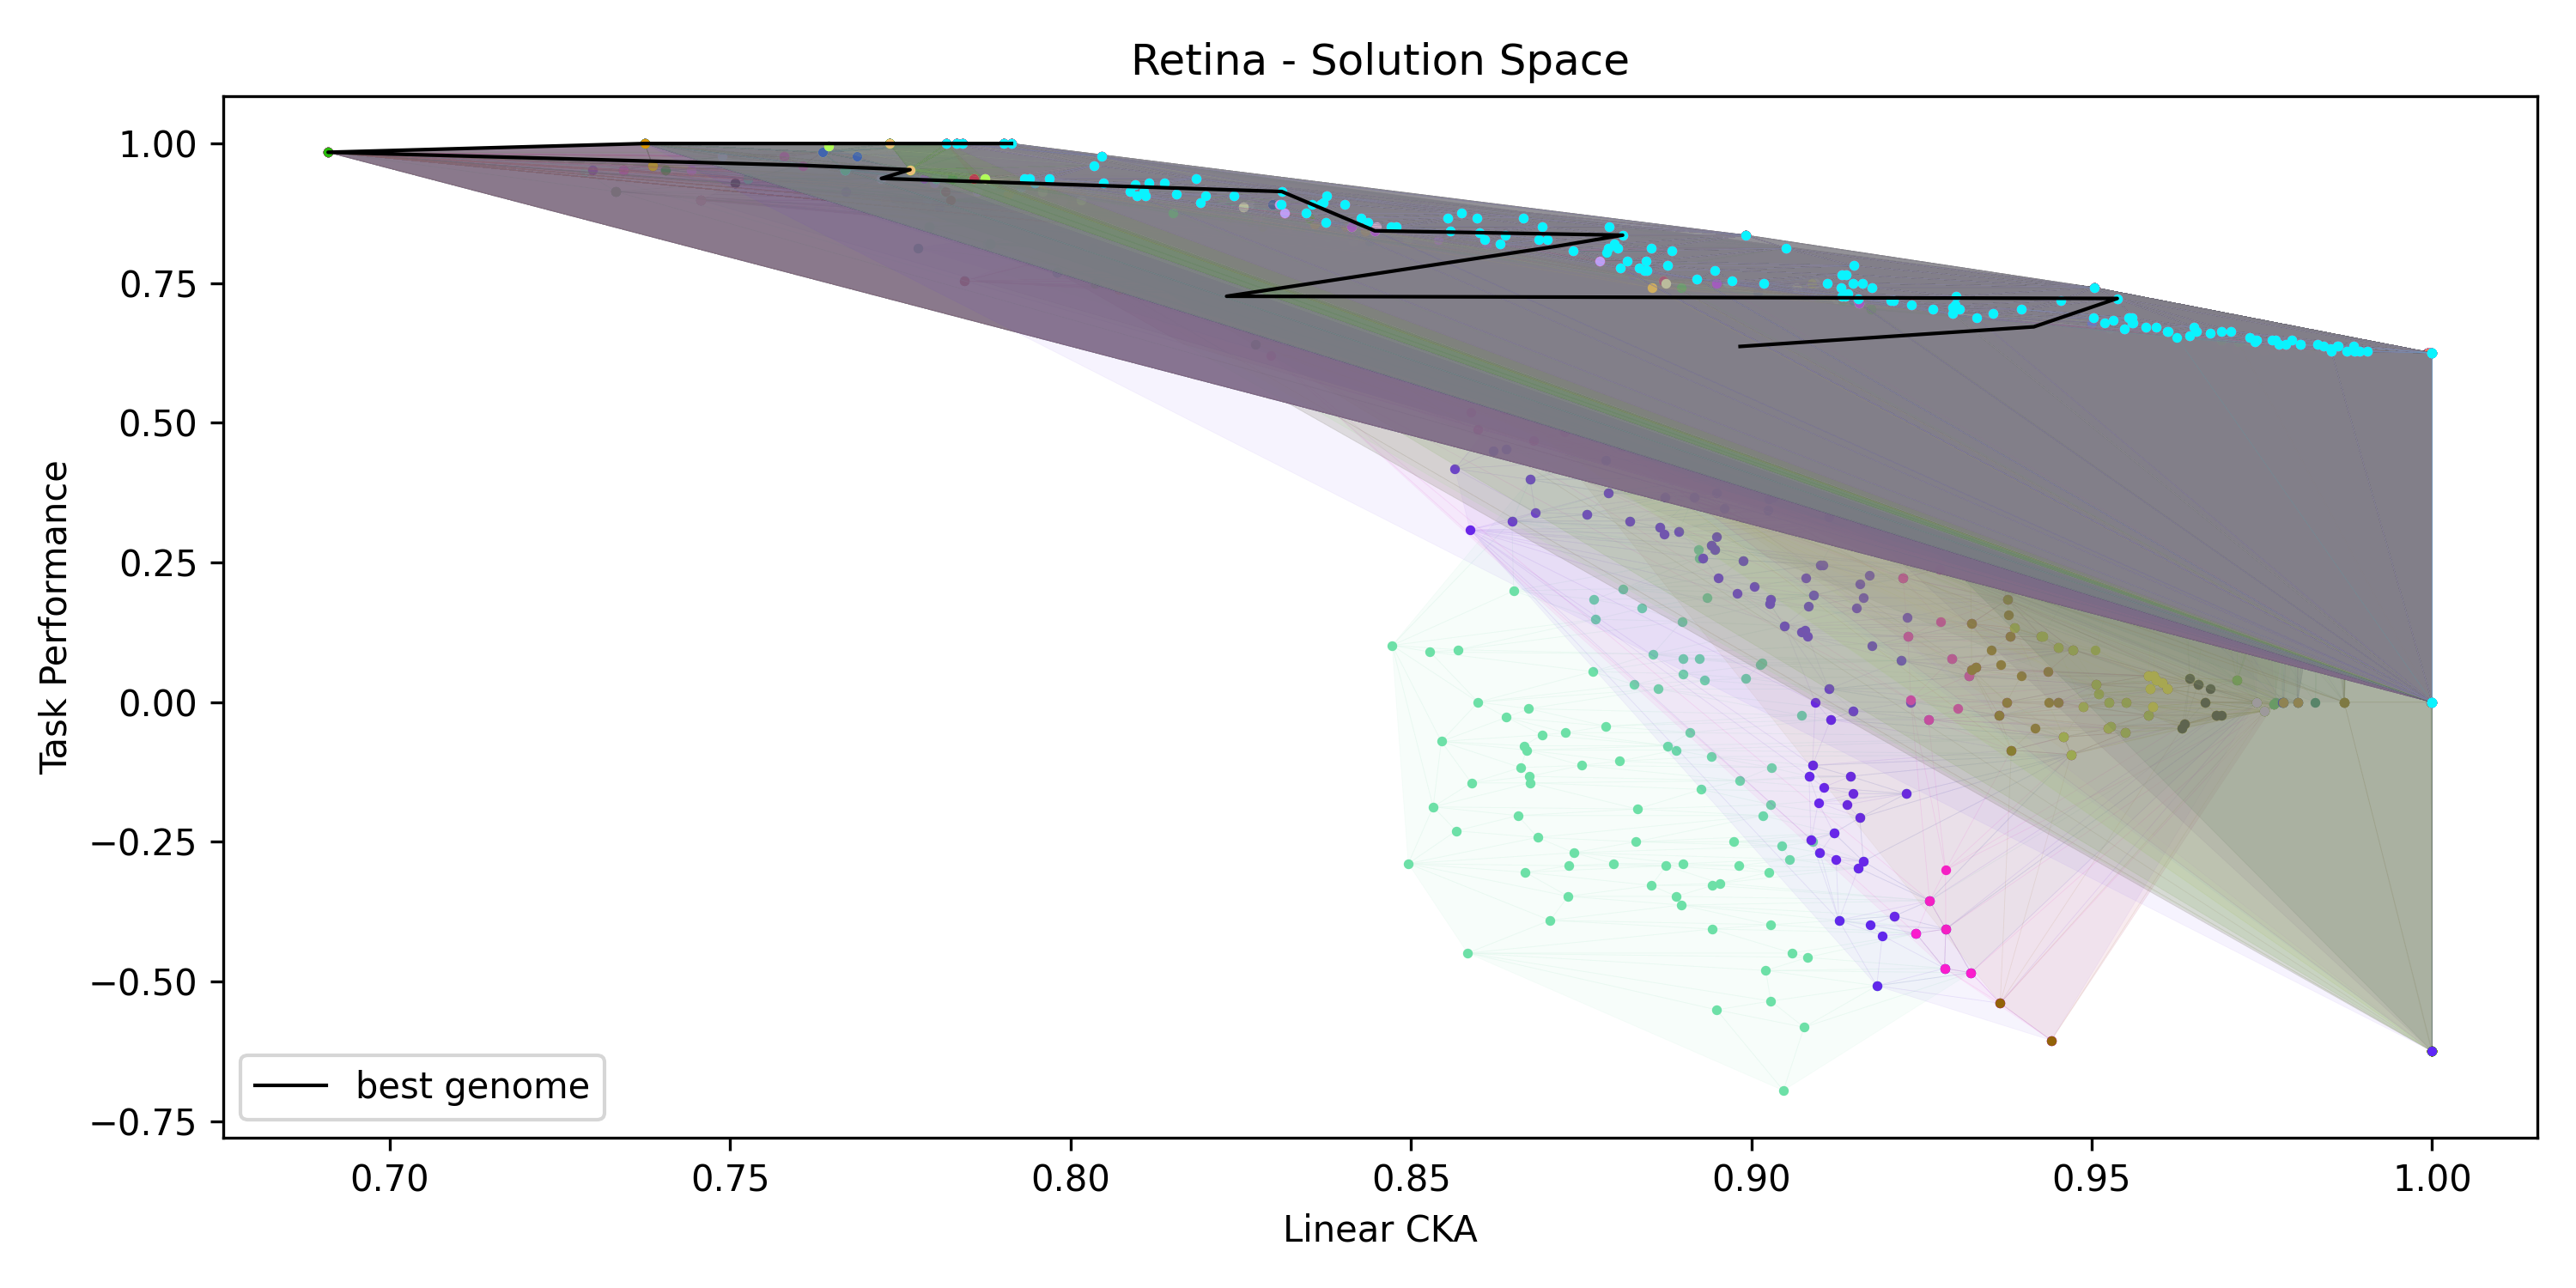 Retina - Solution Space
Task Performance
1.00
0.75
0.50
0.25
0.00
−0.25
−0.50
−0.75
best genome
0.70 0.75 0.80 0.85 0.90 0.95 1.00
Linear CKA